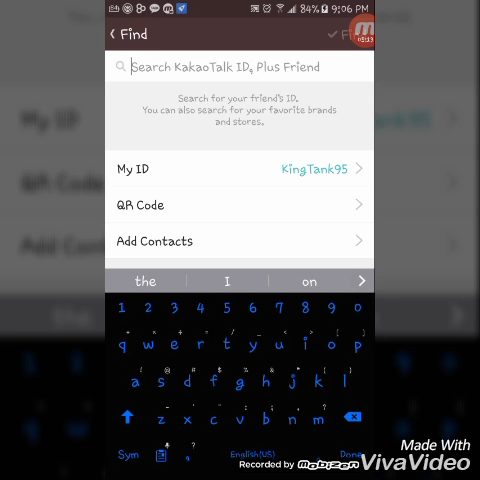 84% 9:06 PM
Find
03:13
Search KakaoTalk ID, Plus Friend
Search for your friend's ID.
You can also search for your favorite brands
and stores.
My ID KingTank95
QR Code
Add Contacts
the I on
1 2 3 4 5 6 7 8 9 0
q w e r t y u i o p
a s d f g h j k l
z x c v b n m
Sym , ? English(US) Done
Recorded by mobizen
Made With
VivaVideo